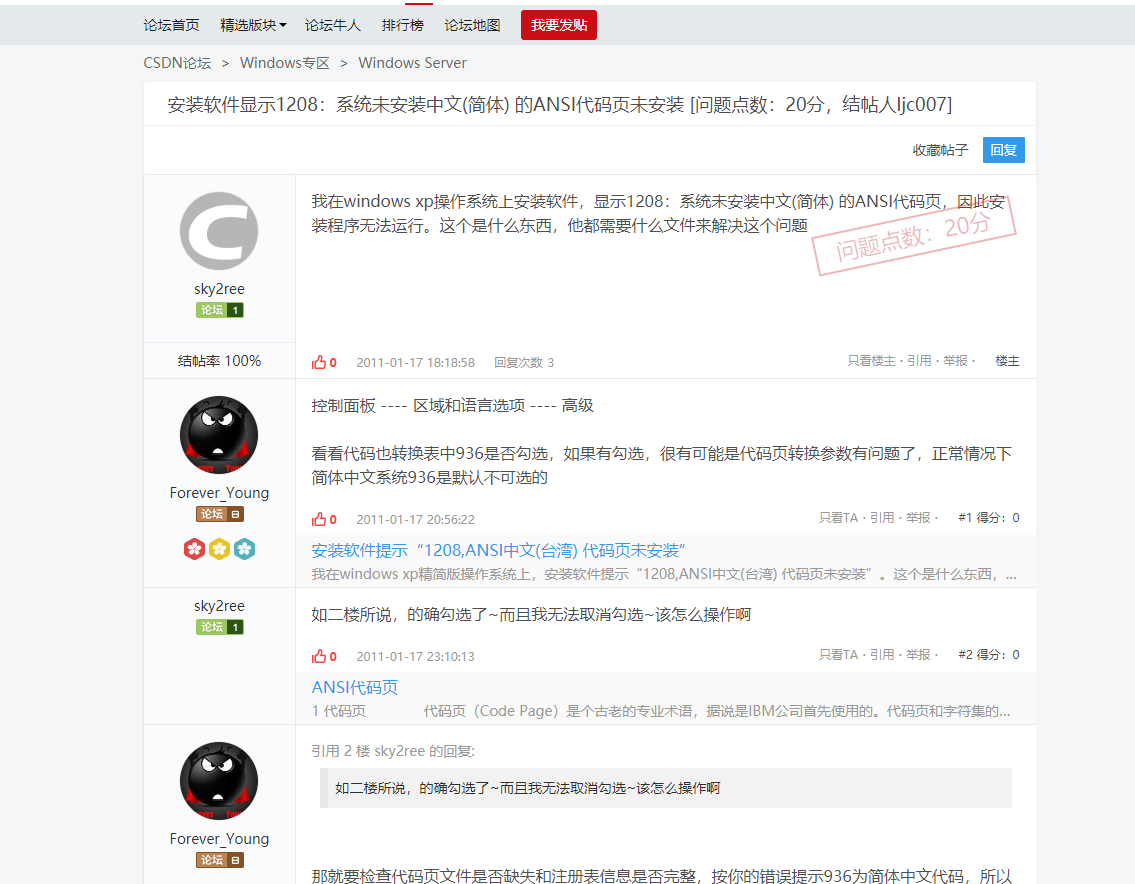 论坛首页 精选版块 论坛牛人 排行榜 论坛地图 我要发贴
CSDN论坛 > Windows专区 > Windows Server
安装软件显示1208：系统未安装中文(简体) 的ANSI代码页未安装 [问题点数：20分，结帖人ljc007]
收藏帖子 回复
sky2ree
论坛 1
结帖率 100%
我在windows xp操作系统上安装软件，显示1208：系统未安装中文(简体) 的ANSI代码页，因此安
装程序无法运行。这个是什么东西，他都需要什么文件来解决这个问题
问题点数：20分
0 2011-01-17 18:18:58 回复次数 3 只看楼主 · 引用 · 举报 · 楼主
Forever_Young
论坛 日
控制面板 ---- 区域和语言选项 ---- 高级
看看代码也转换表中936是否勾选，如果有勾选，很有可能是代码页转换参数有问题了，正常情况下
简体中文系统936是默认不可选的
0 2011-01-17 20:56:22 只看TA · 引用 · 举报 · #1 得分：0
安装软件提示“1208,ANSI中文(台湾) 代码页未安装”
我在windows xp精简版操作系统上，安装软件提示“1208,ANSI中文(台湾) 代码页未安装”。这个是什么东西，...
sky2ree
论坛 1
如二楼所说，的确勾选了~而且我无法取消勾选~该怎么操作啊
0 2011-01-17 23:10:13 只看TA · 引用 · 举报 · #2 得分：0
ANSI代码页
1 代码页 代码页（Code Page）是个古老的专业术语，据说是IBM公司首先使用的。代码页和字符集的...
Forever_Young
论坛 日
引用 2 楼 sky2ree 的回复:
如二楼所说，的确勾选了~而且我无法取消勾选~该怎么操作啊
那就要检查代码页文件是否缺失和注册表信息是否完整，按你的错误提示936为简体中文代码，所以